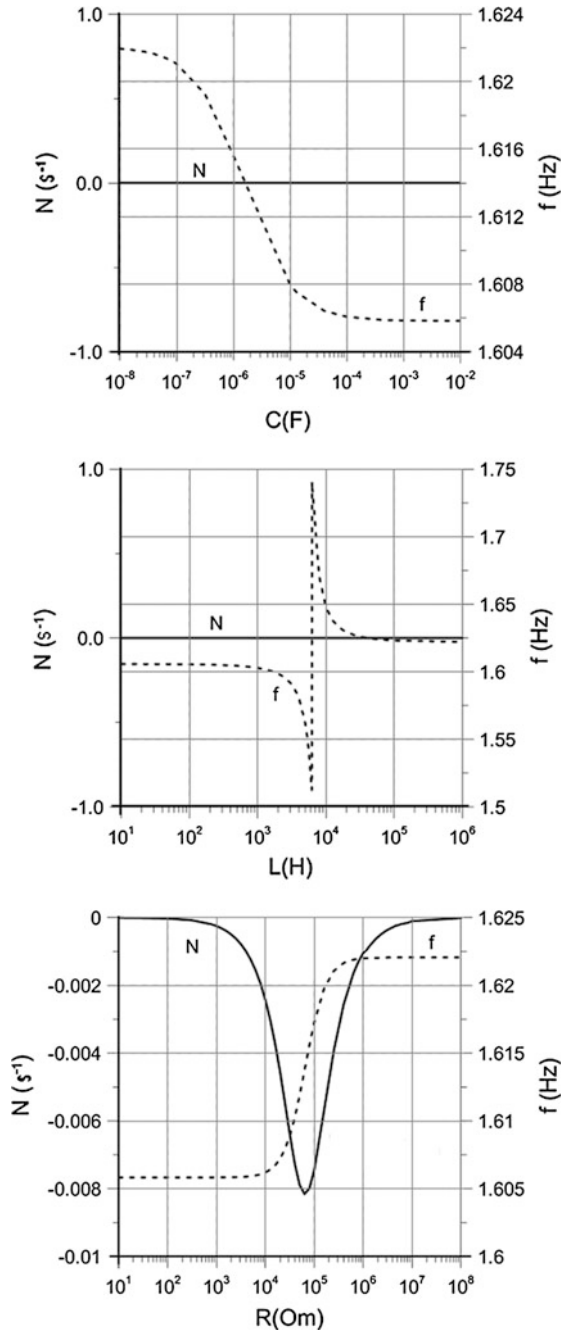 1.0 1.624
1.62
N (s⁻¹) 0.0 N 1.616 f (Hz)
1.612
f 1.608
-1.0 1.604
10⁻⁸ 10⁻⁷ 10⁻⁶ 10⁻⁵ 10⁻⁴ 10⁻³ 10⁻²
C(F)
1.0 1.75
1.7
N (s⁻¹) 0.0 N 1.65 f (Hz)
f 1.6
1.55
-1.0 1.5
10¹ 10² 10³ 10⁴ 10⁵ 10⁶
L(H)
0 N f 1.625
-0.002 1.62
-0.004 1.615
N (s⁻¹) f (Hz)
-0.006 1.61
-0.008 1.605
-0.01 1.6
10¹ 10² 10³ 10⁴ 10⁵ 10⁶ 10⁷ 10⁸
R(Om)